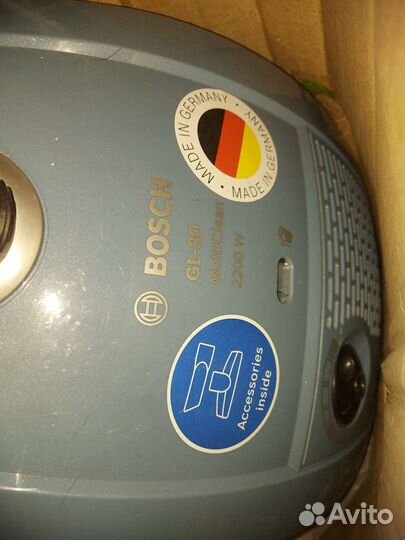 MADE IN GERMANY • MADE IN GERMANY •
BOSCH
GL-30
MultiClean
2200 W
Accessories
inside
Avito